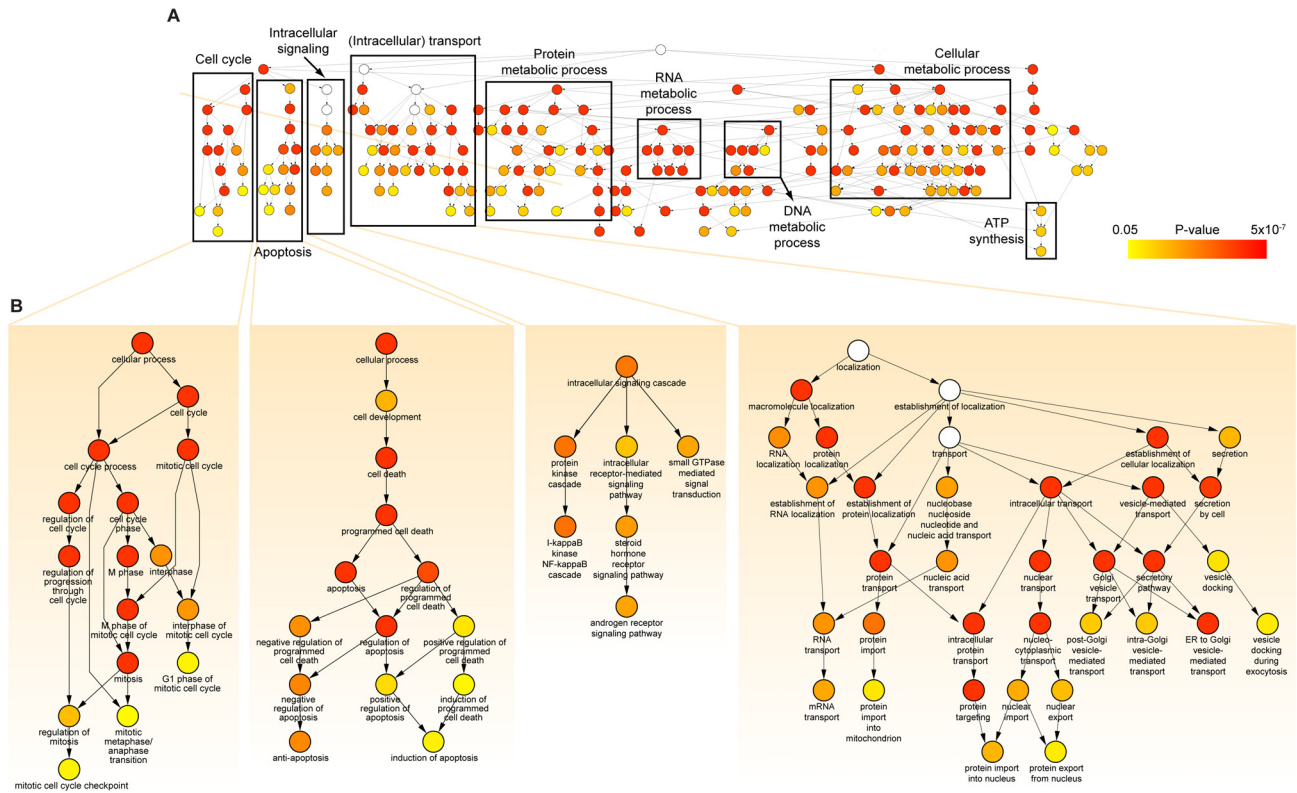 A
Intracellular
signaling
(Intracellular) transport
Cell cycle
Protein
metabolic process
RNA
metabolic
process
Cellular
metabolic process
Apoptosis
DNA
metabolic
process
ATP
synthesis
0.05 P-value 5x10-7
B
cellular process
cell cycle
cell cycle process
mitotic cell cycle
regulation of
cell cycle
cell cycle
phase
regulation of
progression
through cell
cycle
M phase
interphase
M phase of
mitotic cell cycle
interphase of
mitotic cell cycle
mitosis
G1 phase of
mitotic cell cycle
regulation of
mitosis
mitotic
metaphase/
anaphase
transition
mitotic cell cycle checkpoint
cellular process
cell development
cell death
programmed cell death
apoptosis
regulation of
programmed
cell death
negative regulation of
programmed
cell death
regulation of
apoptosis
positive regulation of
programmed
cell death
negative
regulation of
apoptosis
positive
regulation of
apoptosis
induction of
programmed
cell death
anti-apoptosis
induction of apoptosis
intracellular signaling cascade
protein
kinase
cascade
intracellular
receptor-mediated
signaling
pathway
small GTPase
mediated
signal
transduction
I-kappaB
kinase
NF-kappaB
cascade
steroid
hormone
receptor
signaling pathway
androgen receptor
signaling pathway
localization
macromolecule localization
establishment of localization
RNA
localization
protein
localization
transport
establishment of
cellular localization
secretion
establishment of
RNA localization
establishment of
protein localization
nucleobase
nucleoside
nucleotide and
nucleic acid transport
intracellular transport
vesicle-mediated
transport
secretion
by cell
protein
transport
nucleic acid
transport
nuclear
transport
Golgi
vesicle
transport
secretory
pathway
vesicle
docking
RNA
transport
protein
import
intracellular
protein
transport
nucleo-
cytoplasmic
transport
post-Golgi
vesicle-
mediated transport
intra-Golgi
vesicle-
mediated transport
ER to Golgi
vesicle-
mediated transport
vesicle
docking
during
exocytosis
mRNA
transport
protein
import
into
mitochondrion
protein
targeting
nuclear
import
nuclear
export
protein import
into nucleus
protein export
from nucleus